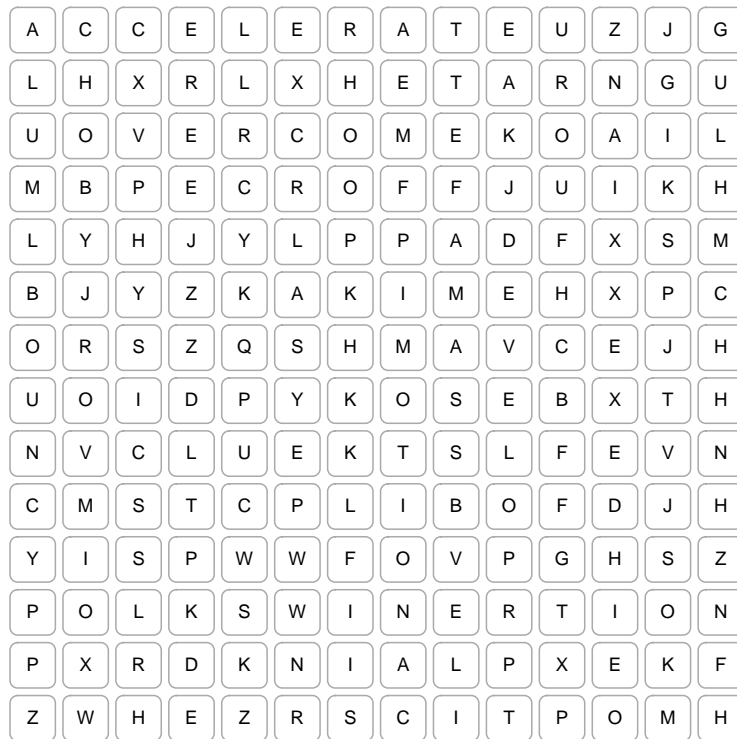 A C C E L E R A T E U Z J G
L H X R L X H E T A R N G U
U O V E R C O M E K O A I L
M B P E C R O F F J U I K H
L Y H J Y L P P A D F X S M
B J Y Z K A K I M E H X P C
O R S Z Q S H M A V C E J H
U O I D P Y K O S E B X T H
N V C L U E K T S L F E V N
C M S T C P L I B O F D J H
Y I S P W W F O V P G H S Z
P O L K S W I N E R T I O N
P X R D K N I A L P X E K F
Z W H E Z R S C I T P O M H